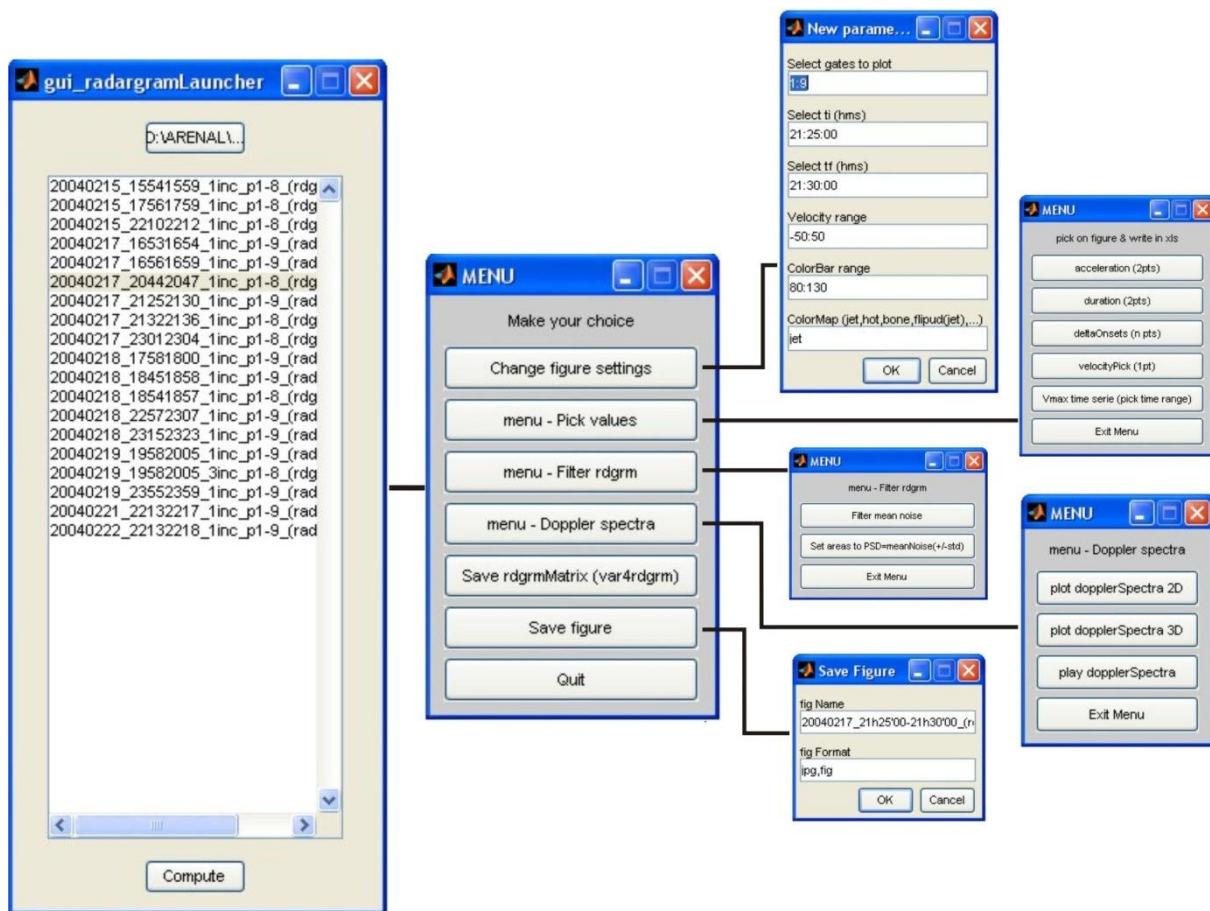 gui_radargramLauncher
D:\ARENAL\...
20040215_15541559_1inc_p1-8_(rdg
20040215_17561759_1inc_p1-8_(rdg
20040215_22102212_1inc_p1-8_(rdg
20040217_16531654_1inc_p1-9_(rad
20040217_16561659_1inc_p1-9_(rad
20040217_20442047_1inc_p1-8_(rdg
20040217_21252130_1inc_p1-9_(rad
20040217_21322136_1inc_p1-8_(rdg
20040217_23012304_1inc_p1-8_(rdg
20040218_17581800_1inc_p1-9_(rad
20040218_18451858_1inc_p1-9_(rad
20040218_18541857_1inc_p1-8_(rdg
20040218_22572307_1inc_p1-9_(rad
20040218_23152323_1inc_p1-9_(rad
20040219_19582005_1inc_p1-9_(rad
20040219_19582005_3inc_p1-8_(rdg
20040219_23552359_1inc_p1-9_(rad
20040221_22132217_1inc_p1-9_(rad
20040222_22132218_1inc_p1-9_(rad
Compute
MENU
Make your choice
Change figure settings
menu - Pick values
menu - Filter rdgrm
menu - Doppler spectra
Save rdgrmMatrix (var4rdgrm)
Save figure
Quit
New parame...
Select gates to plot
1:9
Select ti (hms)
21:25:00
Select tf (hms)
21:30:00
Velocity range
-50:50
ColorBar range
80:130
ColorMap (jet,hot,bone,flipud(jet),...)
jet
OK Cancel
MENU
pick on figure & write in xls
acceleration (2pts)
duration (2pts)
deltaOnsets (n pts)
velocityPick (1pt)
Vmax time serie (pick time range)
Exit Menu
MENU
menu - Filter rdgrm
Filter mean noise
Set areas to PSD=meanNoise(+/-std)
Exit Menu
MENU
menu - Doppler spectra
plot dopplerSpectra 2D
plot dopplerSpectra 3D
play dopplerSpectra
Exit Menu
Save Figure
fig Name
20040217_21h25'00-21h30'00_(r
fig Format
jpg,fig
OK Cancel